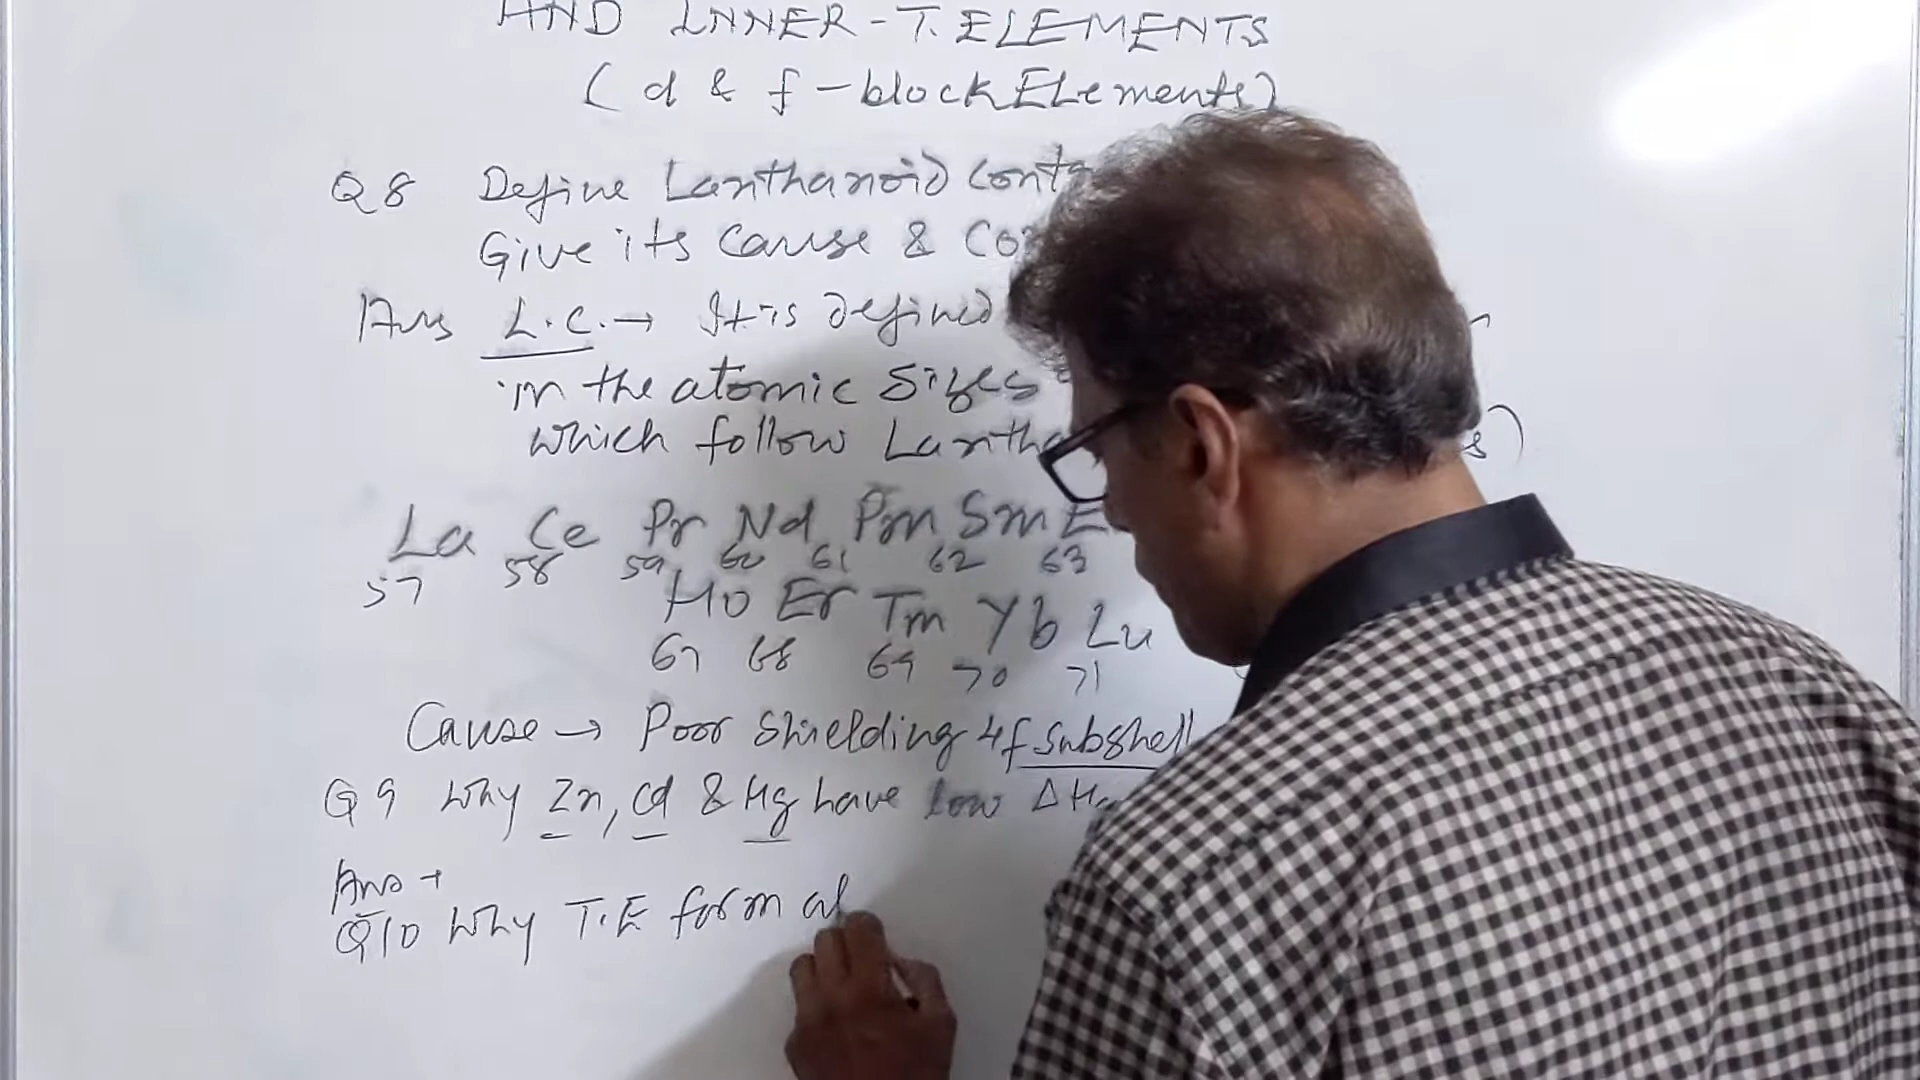 AND INNER-T. ELEMENTS
(d & f-block ELements)
Q8 Define Lanthanoid Cont
Give its Cause & Co
Ans L.C. → It is defined
in the atomic Sizes
which follow Lantha s)
La Ce Pr Nd Pm Sm E
57 58 59 60 61 62 63
Ho Er Tm Yb Lu
67 68 69 70 71
Cause → Poor Shielding 4f Subshell
Q9 Why Zn, Cd & Hg have low ΔH
Ans →
Q10 Why T.E form al